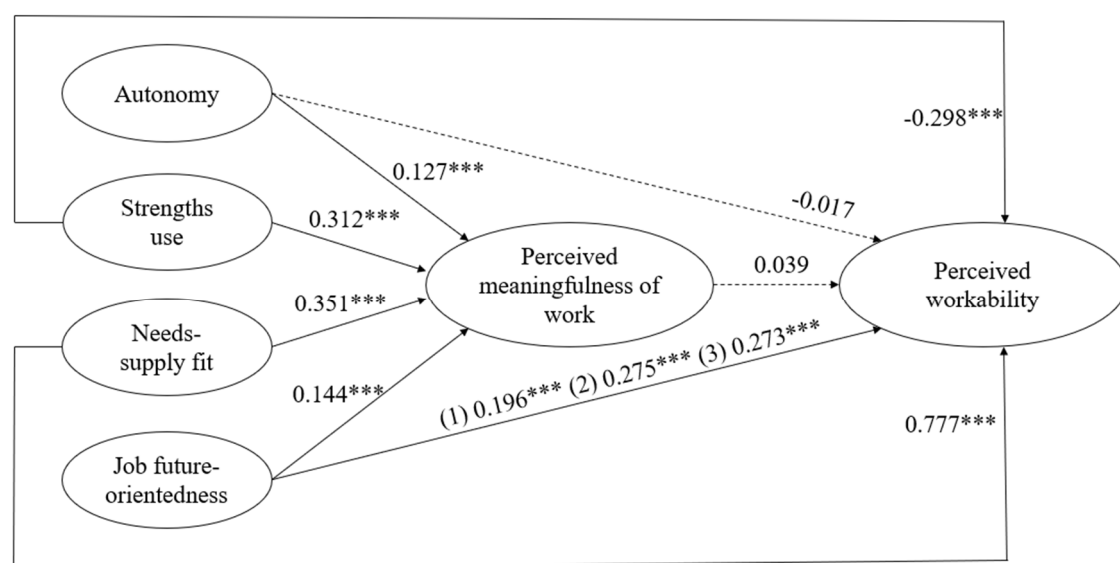 Autonomy
-0.298***
0.127***
Strengths
use
0.312***
-0.017
Perceived
meaningfulness of
work
0.039
Perceived
workability
0.351***
Needs-
supply fit
0.144***
(1) 0.196*** (2) 0.275*** (3) 0.273***
0.777***
Job future-
orientedness